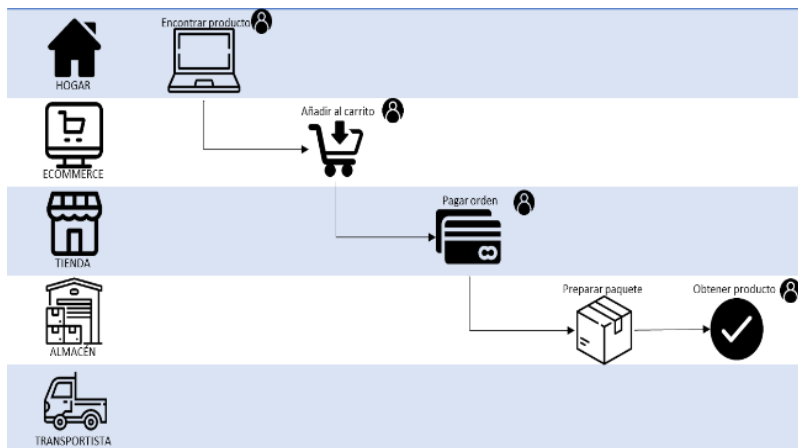 Encontrar producto
HOGAR
Añadir al carrito
ECOMMERCE
Pagar orden
TIENDA
Preparar paquete
Obtener producto
ALMACÉN
TRANSPORTISTA